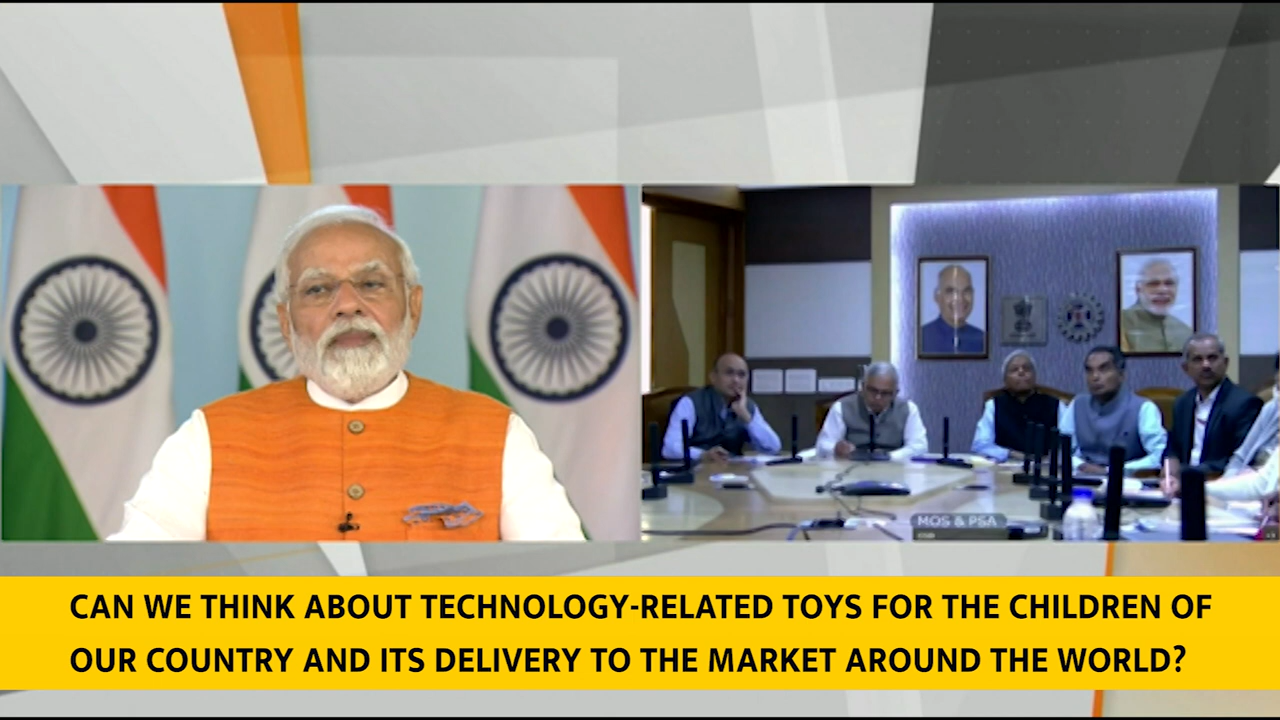 MOS & PSA
CAN WE THINK ABOUT TECHNOLOGY-RELATED TOYS FOR THE CHILDREN OF
OUR COUNTRY AND ITS DELIVERY TO THE MARKET AROUND THE WORLD?